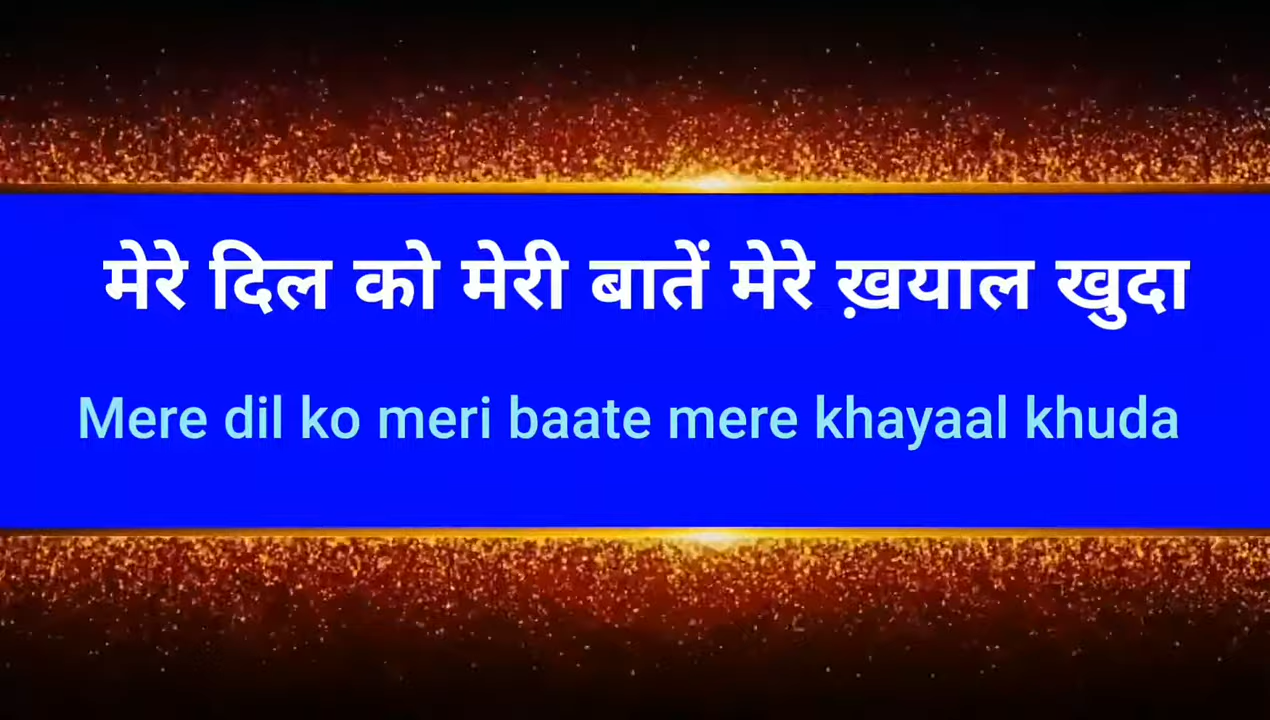 मेरे दिल को मेरी बातें मेरे ख़याल खुदा
Mere dil ko meri baate mere khayaal khuda